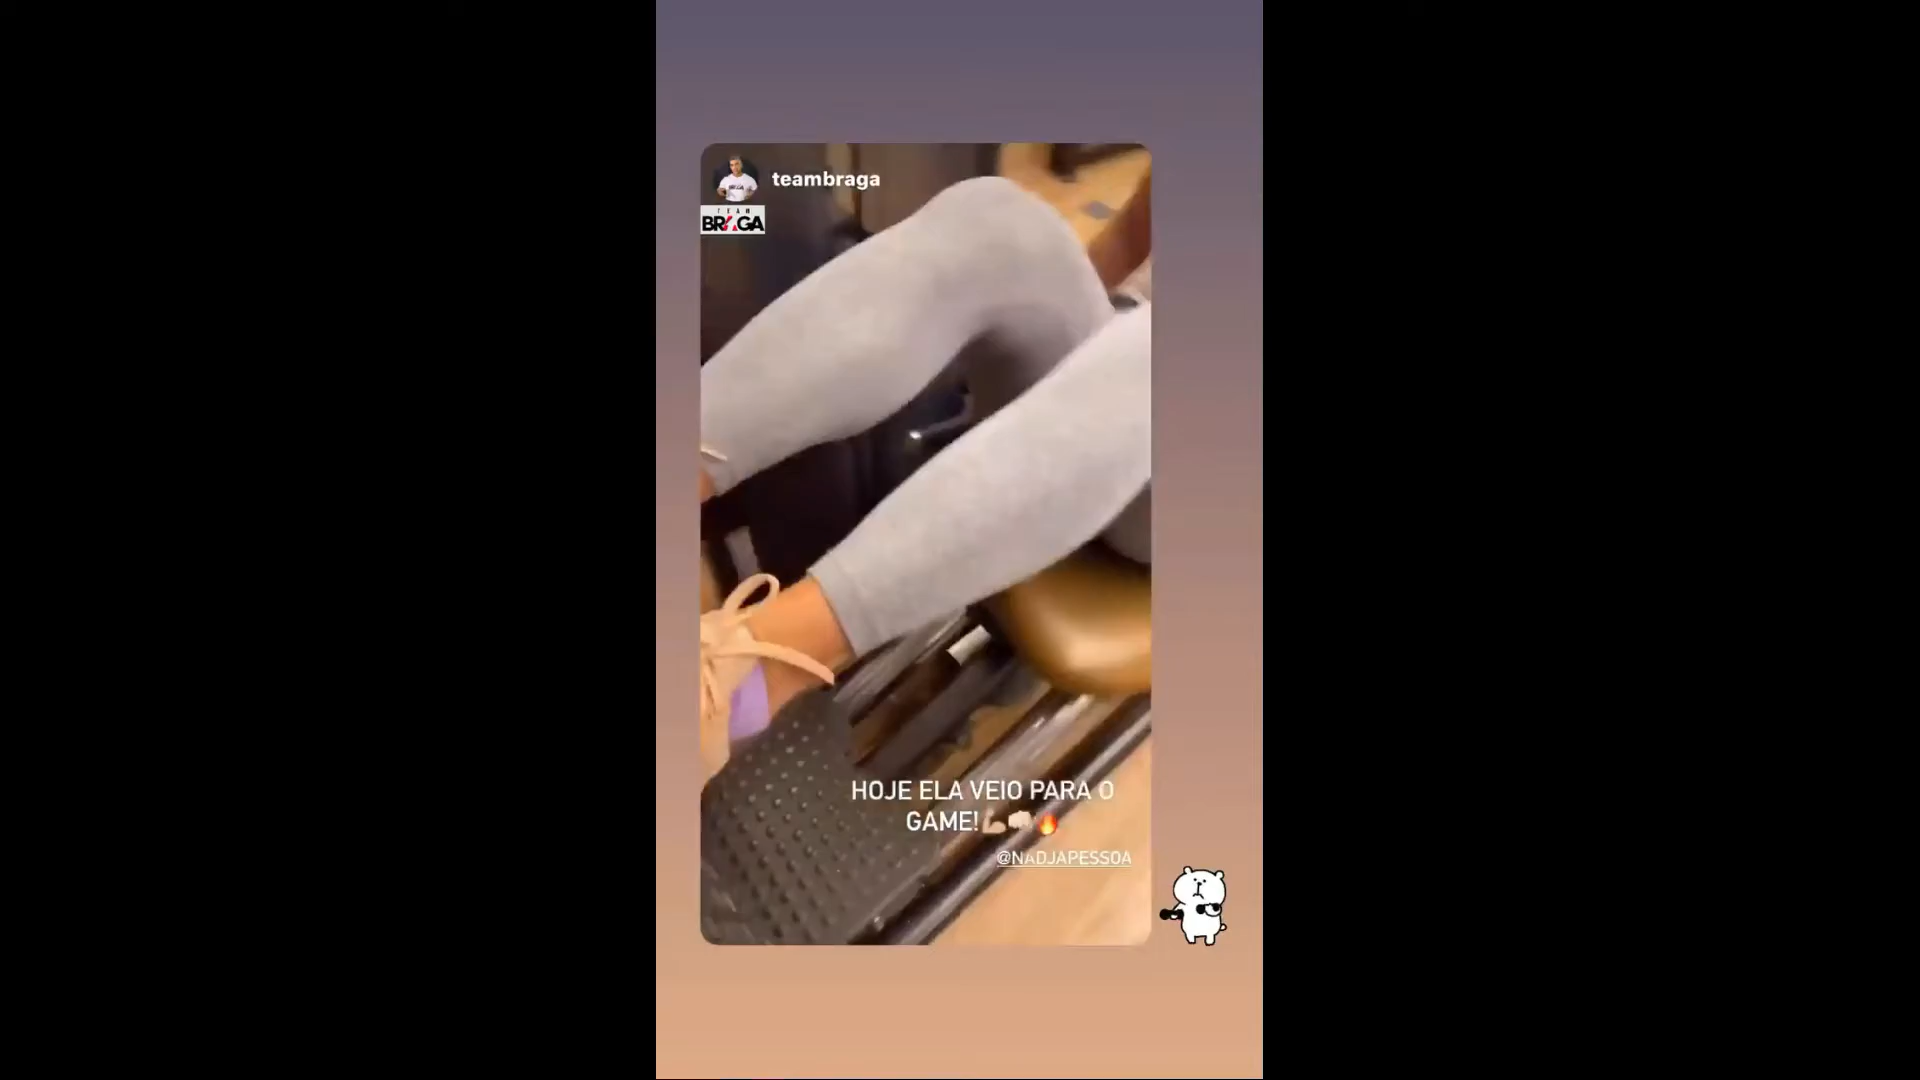 teambraga
TEAM
BRAGA
HOJE ELA VEIO PARA O
GAME!💪🏼👊🏼🔥
@NADJAPESSOA